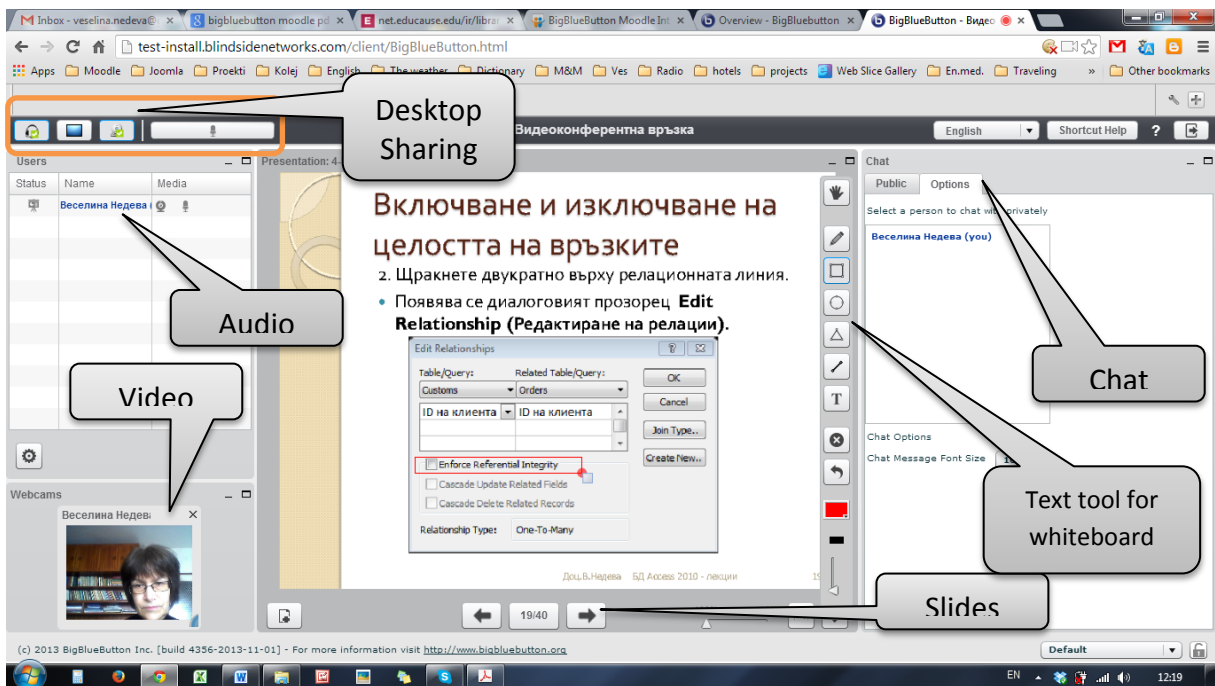 Inbox - veselina.nedeva@
bigbluebutton moodle pd
net.educause.edu/ir/librar
BigBlueButton Moodle Int
Overview - BigBluebutton
BigBlueButton - Видео
test-install.blindsidenetworks.com/client/BigBlueButton.html
Apps Moodle Joomla Proekti Kolej English The weather Dictionary M&M Ves Radio hotels projects Web Slice Gallery En.med. Traveling » Other bookmarks
Desktop
Sharing
Видеоконферентна връзка
English
Shortcut Help
?
Users
Status Name Media
Веселина Недева (
Audio
Video
Webcams
Веселина Недев
Presentation: 4-
Включване и изключване на
целостта на връзките
2. Щракнете двукратно върху релационната линия.
• Появява се диалоговият прозорец Edit
Relationship (Редактиране на релации).
Edit Relationships
Table/Query: Related Table/Query:
Customs Orders
ID на клиента ID на клиента
OK
Cancel
Join Type..
Create New..
Enforce Referential Integrity
Cascade Update Related Fields
Cascade Delete Related Records
Relationship Type: One-To-Many
Доц.В.Недева БД Access 2010 - лекции
19/40
Slides
T
Chat
Public Options
Select a person to chat with privately
Веселина Недева (you)
Chat
Chat Options
Chat Message Font Size
Text tool for
whiteboard
(c) 2013 BigBlueButton Inc. [build 4356-2013-11-01] - For more information visit http://www.bigbluebutton.org
Default
EN 12:19